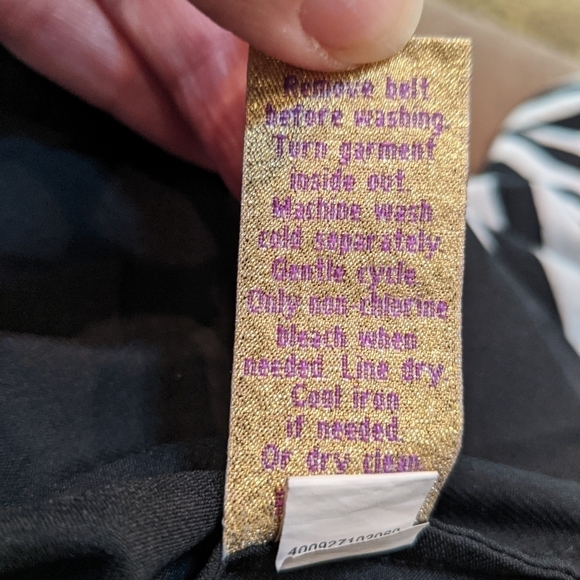 Remove belt
before washing.
Turn garment
inside out.
Machine wash
cold separately
Gentle cycle
Only non-chlorine
Bleach when
needed. Line dry
Cool iron
if needed.
Or dry clean